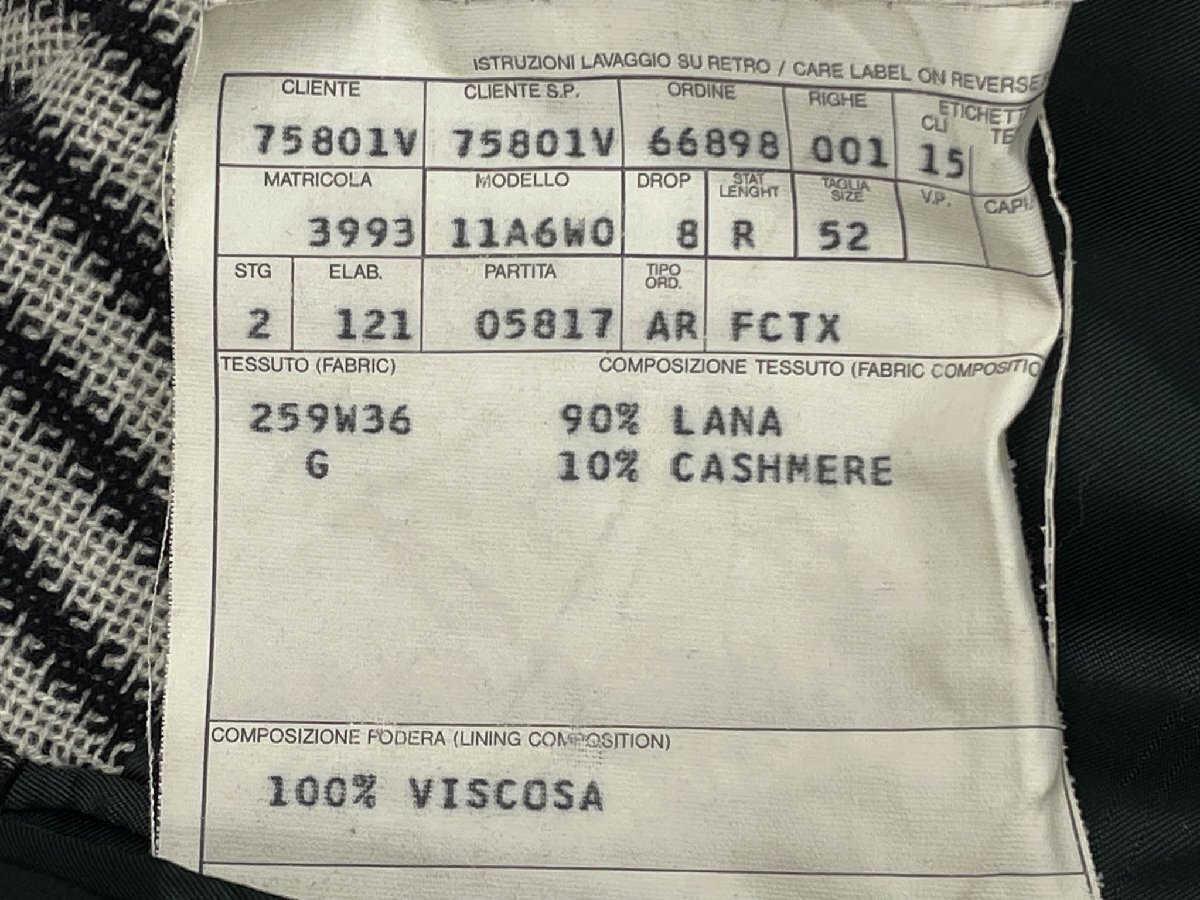 ISTRUZIONI LAVAGGIO SU RETRO / CARE LABEL ON REVERSE
CLIENTE CLIENTE S.P. ORDINE RIGHE ETICHETTE
CLI TE
75801V 75801V 66898 001 15
MATRICOLA MODELLO DROP STAT LENGHT TAGLIA SIZE V.P.
3993 11A6W0 8 R 52
STG ELAB. PARTITA TIPO ORD.
2 121 05817 AR FCTX
TESSUTO (FABRIC) COMPOSIZIONE TESSUTO (FABRIC COMPOSITIO
259W36 90% LANA
G 10% CASHMERE
COMPOSIZIONE FODERA (LINING COMPOSITION)
100% VISCOSA